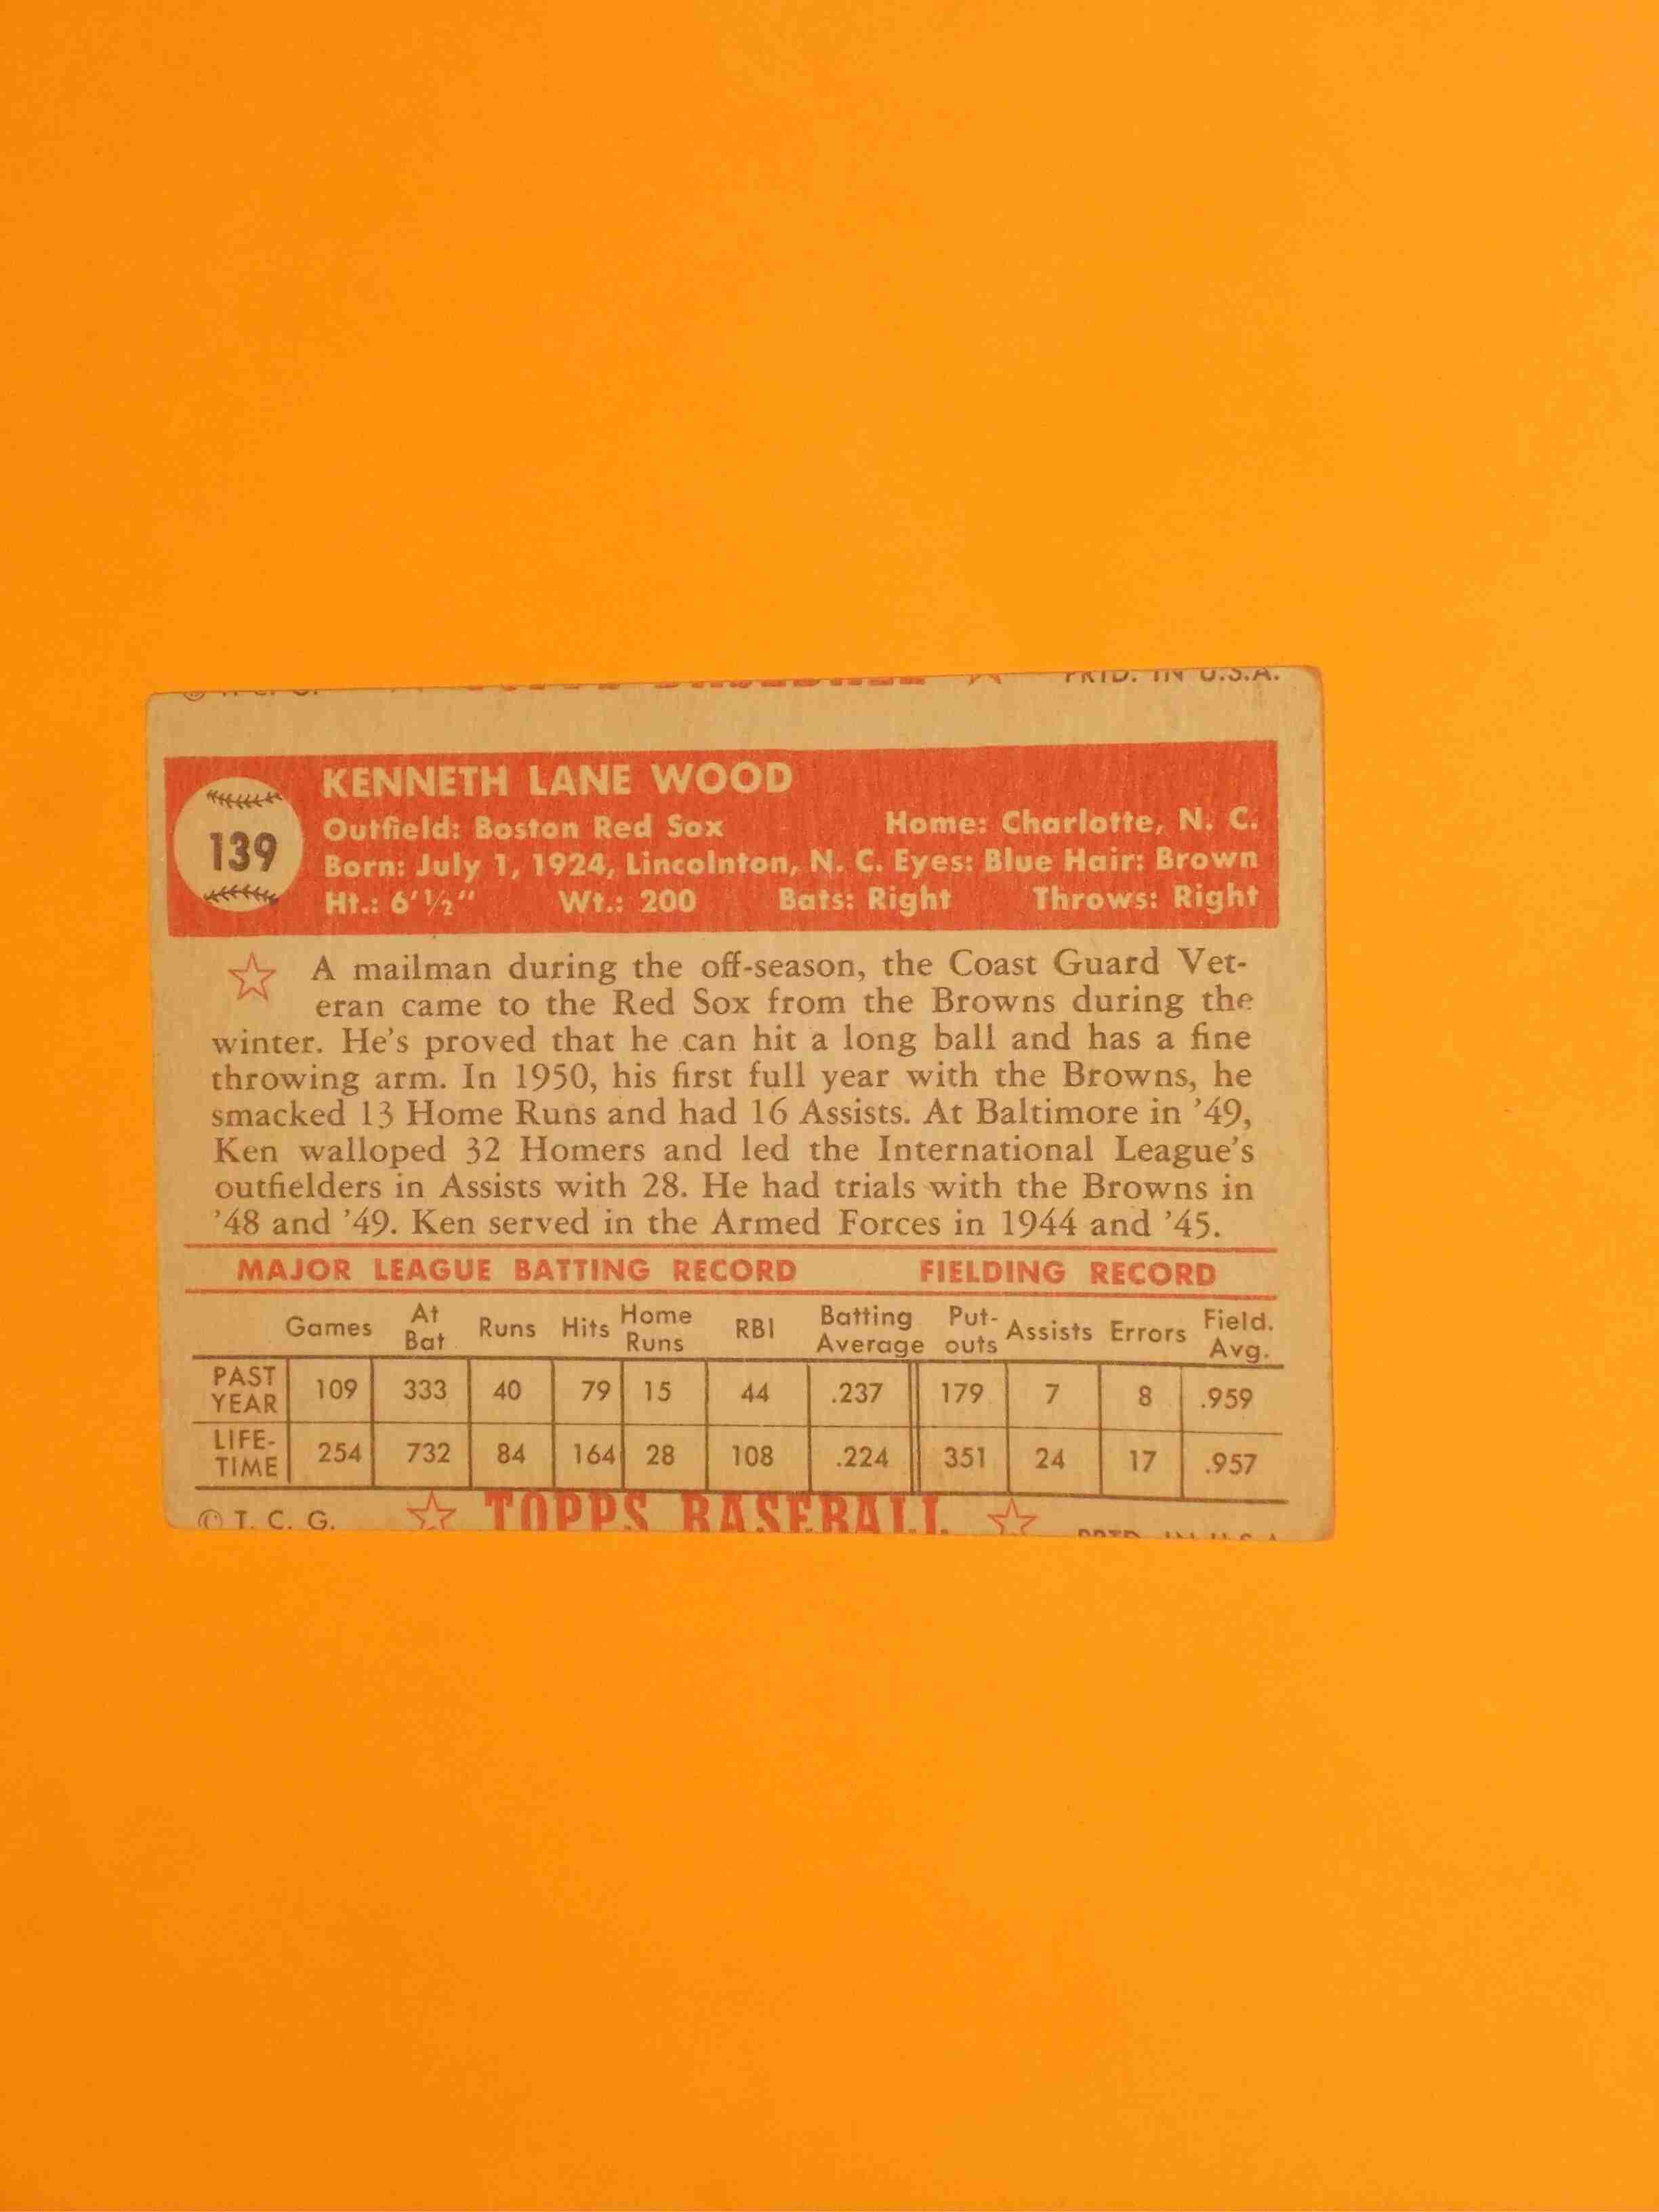 PRTD. IN U.S.A.
KENNETH LANE WOOD
139
Outfield: Boston Red Sox Home: Charlotte, N. C.
Born: July 1, 1924, Lincolnton, N. C. Eyes: Blue Hair: Brown
Ht.: 6'½" Wt.: 200 Bats: Right Throws: Right
A mailman during the off-season, the Coast Guard Vet-
eran came to the Red Sox from the Browns during the
winter. He's proved that he can hit a long ball and has a fine
throwing arm. In 1950, his first full year with the Browns, he
smacked 13 Home Runs and had 16 Assists. At Baltimore in '49,
Ken walloped 32 Homers and led the International League's
outfielders in Assists with 28. He had trials with the Browns in
'48 and '49. Ken served in the Armed Forces in 1944 and '45.
MAJOR LEAGUE BATTING RECORD FIELDING RECORD
Games At Bat Runs Hits Home Runs RBI Batting Average Put-outs Assists Errors Field. Avg.
PAST YEAR 109 333 40 79 15 44 .237 179 7 8 .959
LIFE-TIME 254 732 84 164 28 108 .224 351 24 17 .957
© T. C. G. TOPPS BASEBALL PRTD. IN U.S.A.